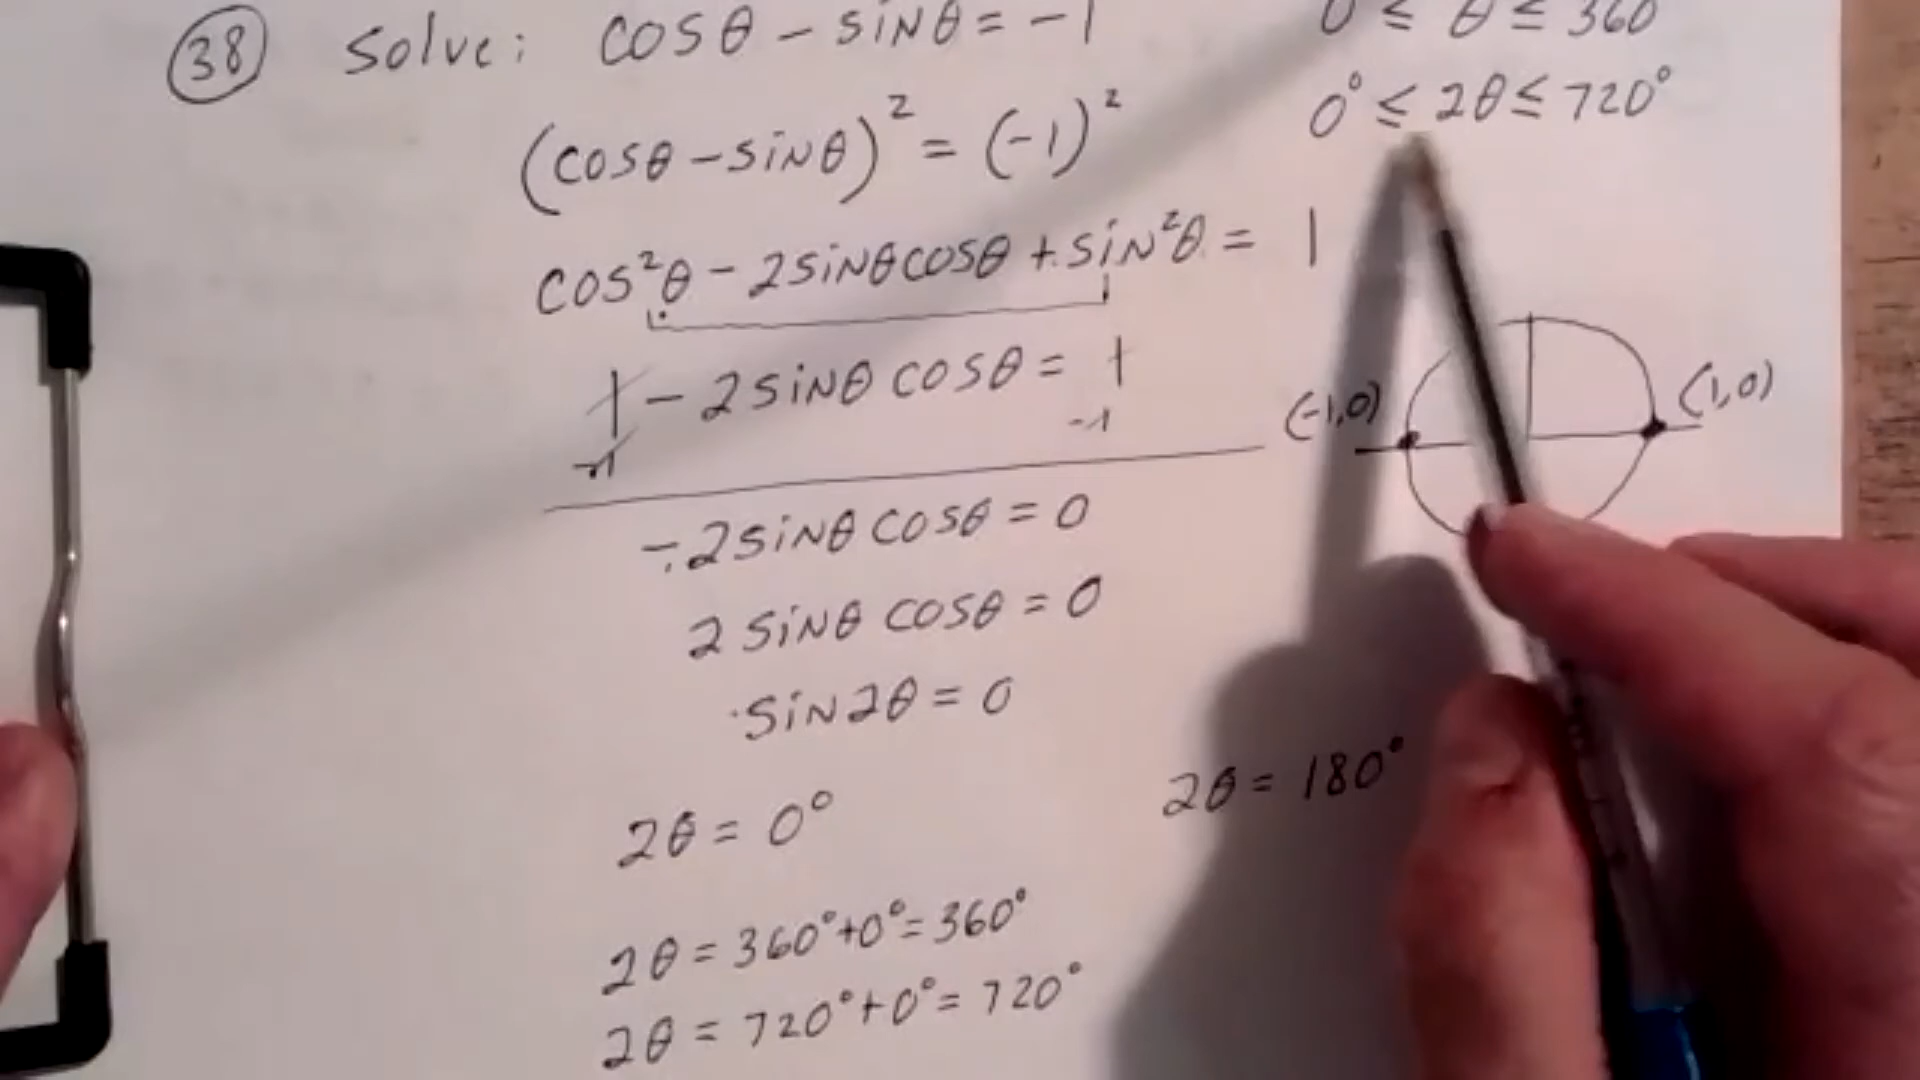 38 Solve: cosθ - sinθ = -1
0 ≤ θ ≤ 360
0° ≤ 2θ ≤ 720°
(cosθ - sinθ)² = (-1)²
cos²θ - 2sinθcosθ + sin²θ = 1
1 - 2sinθ cosθ = 1
-1 -1
(-1,0) (1,0)
-2sinθ cosθ = 0
2sinθ cosθ = 0
sin2θ = 0
2θ = 0° 2θ = 180°
2θ = 360° + 0° = 360°
2θ = 720° + 0° = 720°